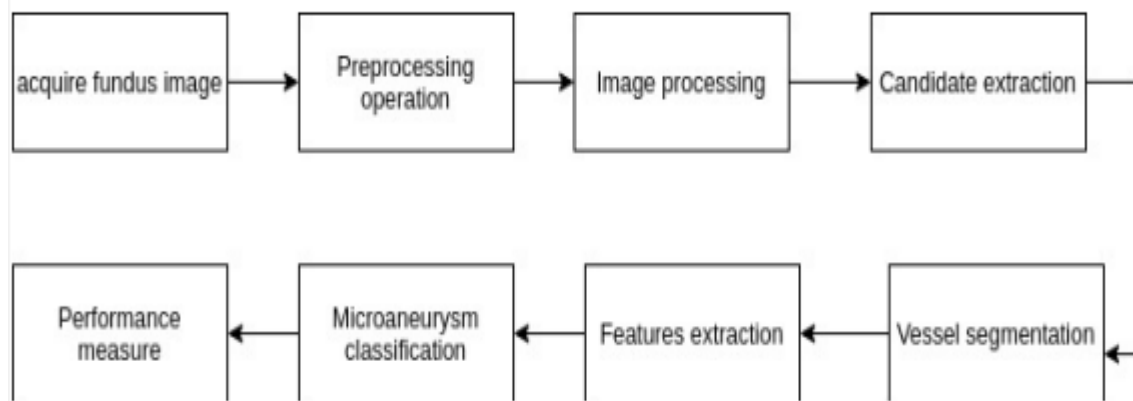 acquire fundus image
Preprocessing
operation
Image processing
Candidate extraction
Vessel segmentation
Features extraction
Microaneurysm
classification
Performance
measure